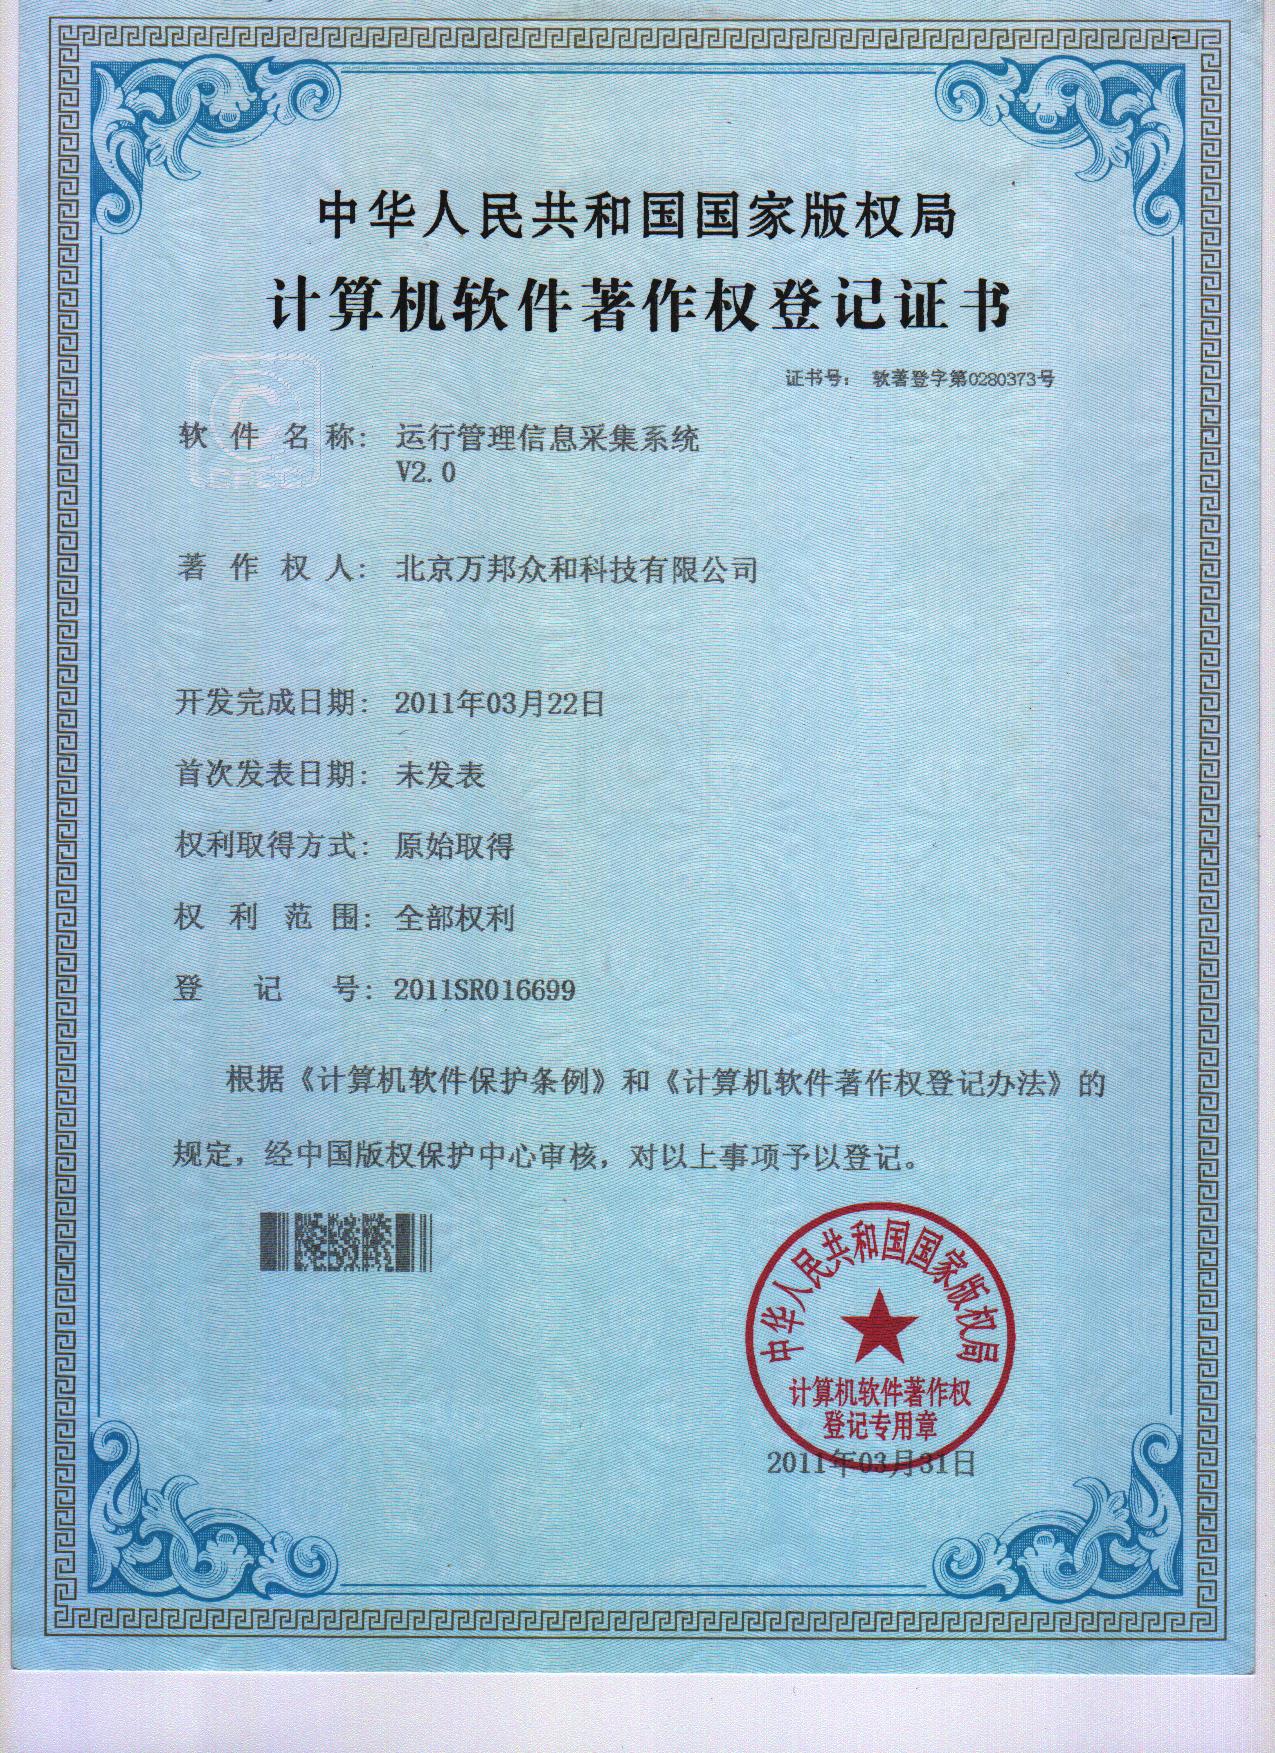 中华人民共和国国家版权局
计算机软件著作权登记证书
证书号： 软著登字第0280373号
软件名称： 运行管理信息采集系统
V2.0
著作权人： 北京万邦众和科技有限公司
开发完成日期： 2011年03月22日
首次发表日期： 未发表
权利取得方式： 原始取得
权利范围： 全部权利
登记号： 2011SR016699
根据《计算机软件保护条例》和《计算机软件著作权登记办法》的
规定，经中国版权保护中心审核，对以上事项予以登记。
中华人民共和国国家版权局
计算机软件著作权
登记专用章
2011年03月31日